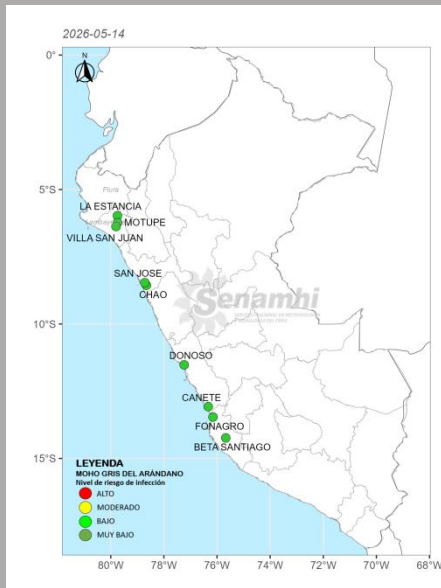 2026-05-14
N
0°
5°S
10°S
15°S
Piura
LA ESTANCIA
MOTUPE
VILLA SAN JUAN
SAN JOSE
CHAO
Senamhi
DONOSO
CANETE
FONAGRO
BETA SANTIAGO
LEYENDA
MOHO GRIS DEL ARÁNDANO
Nivel de riesgo de infección
ALTO
MODERADO
BAJO
MUY BAJO
80°W 78°W 76°W 74°W 72°W 70°W 68°W